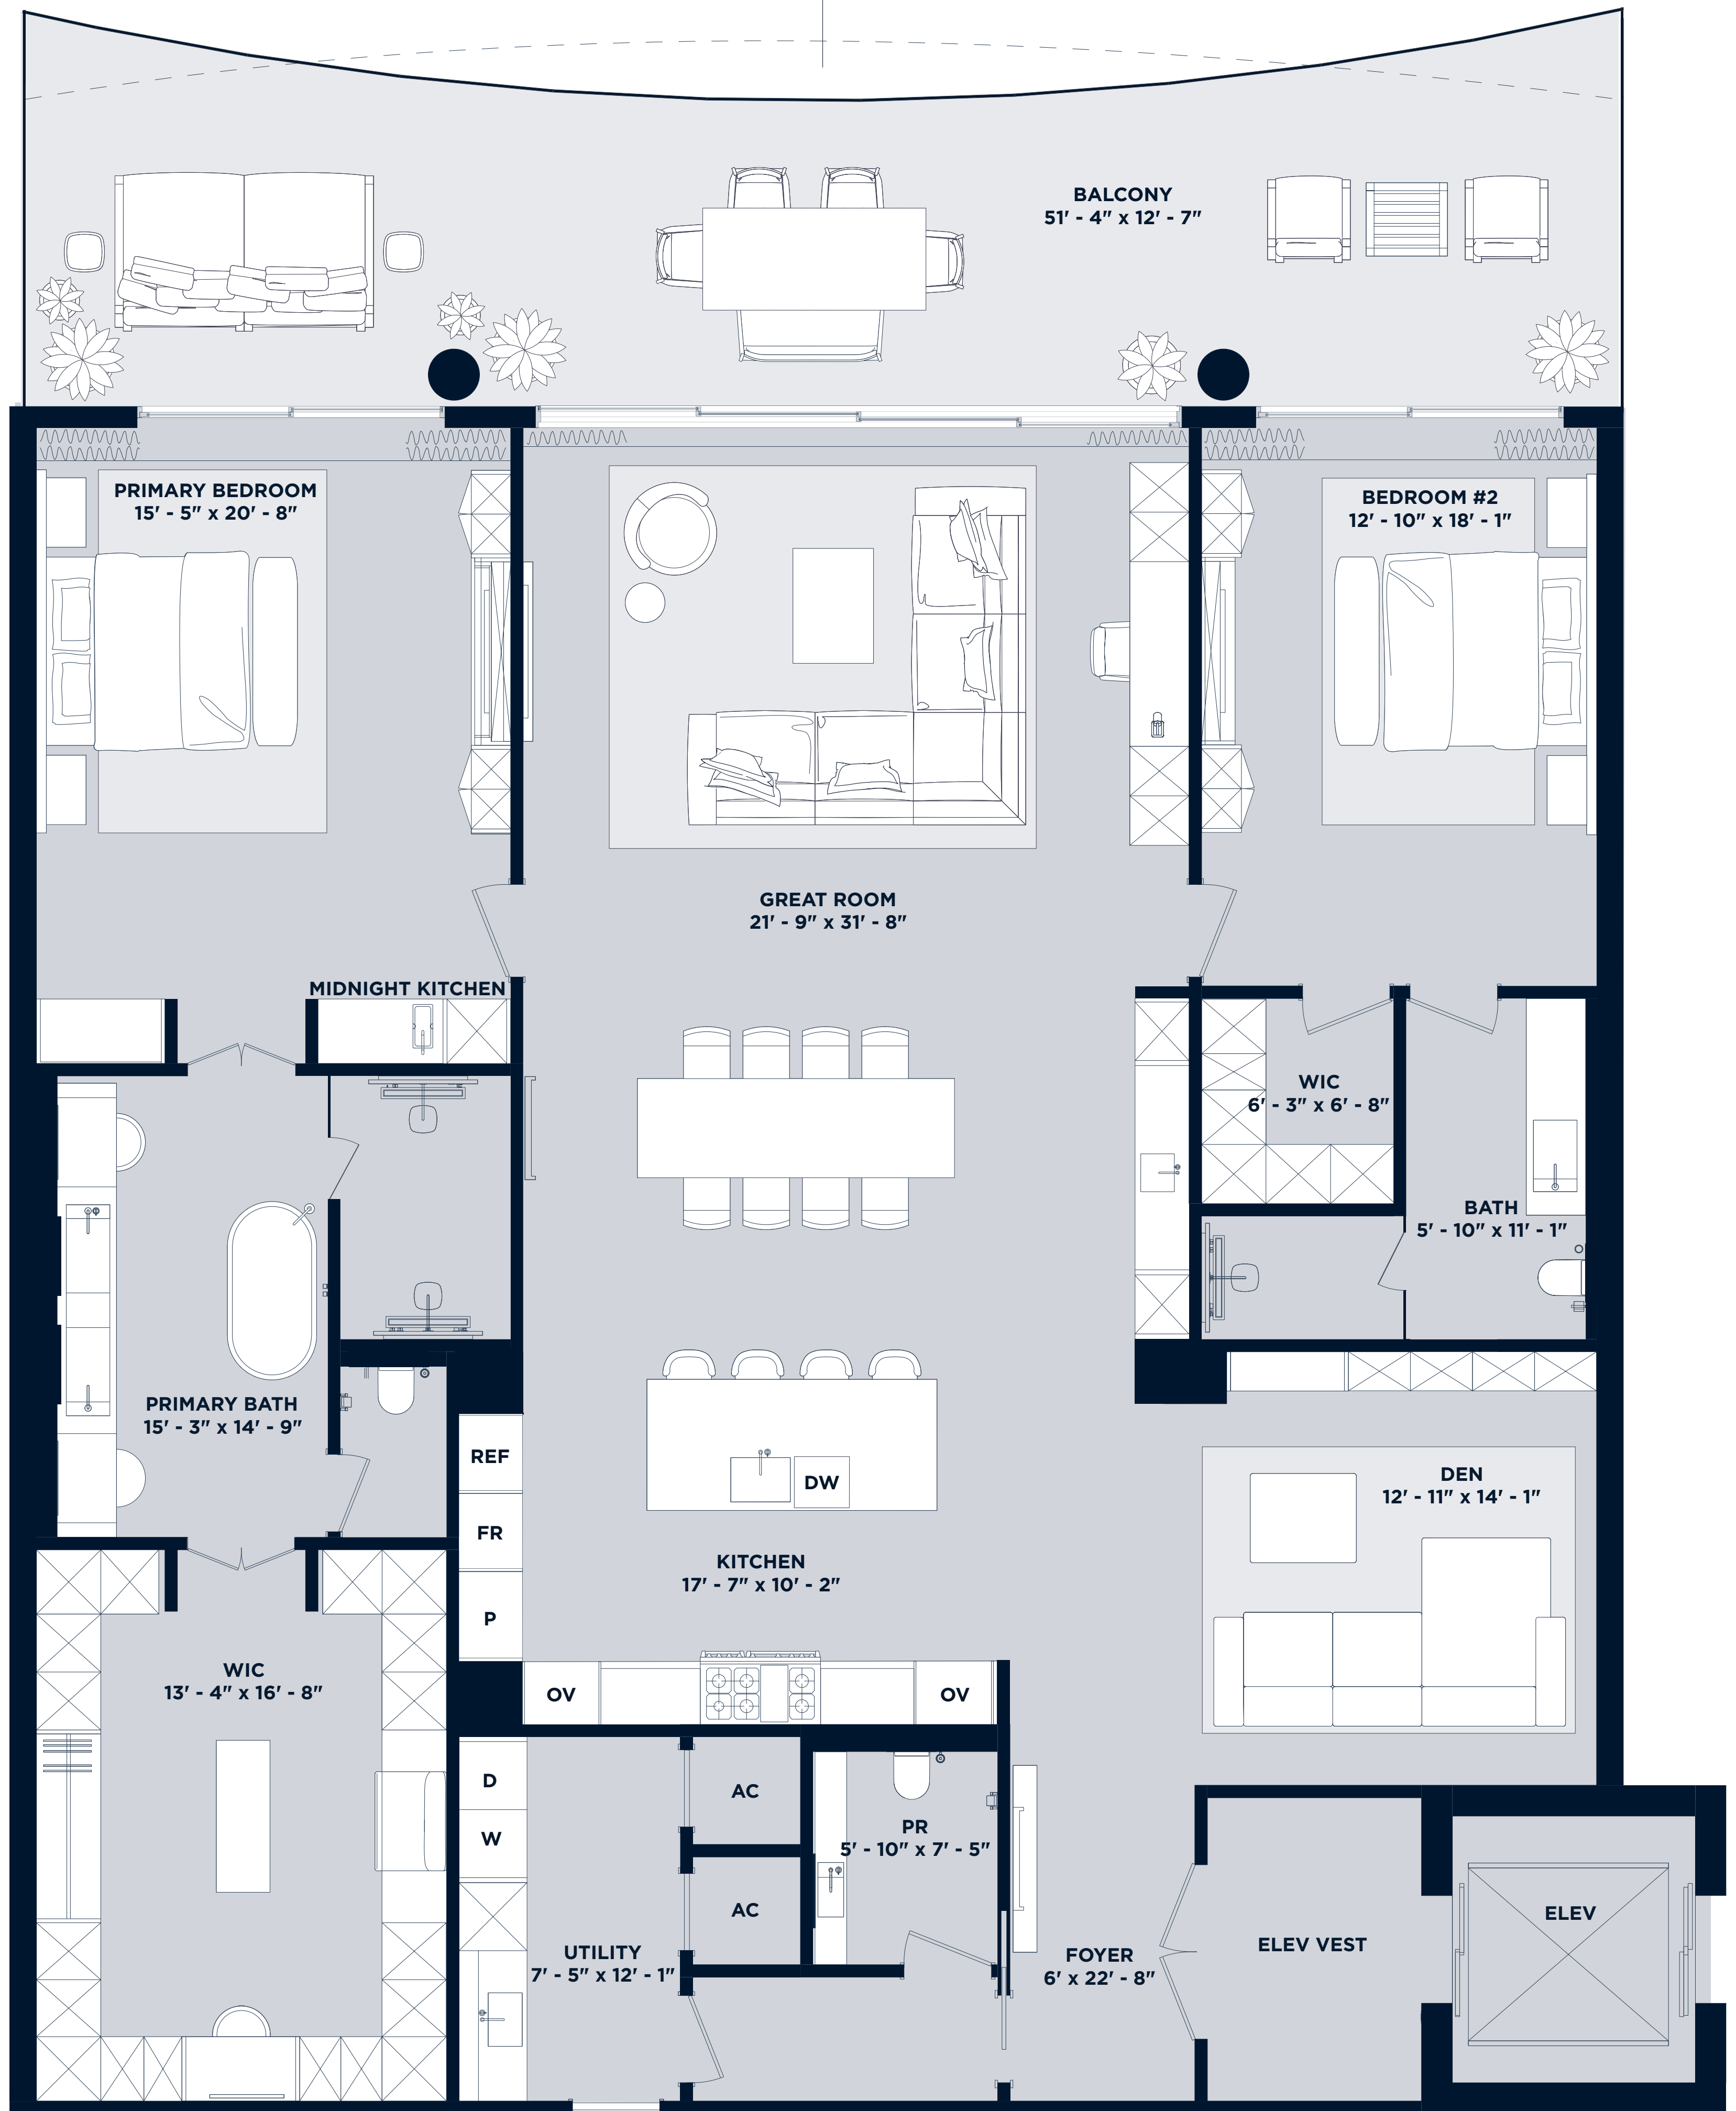 BALCONY
51' - 4" x 12' - 7"
PRIMARY BEDROOM
15' - 5" x 20' - 8"
BEDROOM #2
12' - 10" x 18' - 1"
GREAT ROOM
21' - 9" x 31' - 8"
MIDNIGHT KITCHEN
WIC
6' - 3" x 6' - 8"
BATH
5' - 10" x 11' - 1"
PRIMARY BATH
15' - 3" x 14' - 9"
REF
FR
P
DW
DEN
12' - 11" x 14' - 1"
KITCHEN
17' - 7" x 10' - 2"
WIC
13' - 4" x 16' - 8"
OV
OV
D
W
AC
AC
PR
5' - 10" x 7' - 5"
UTILITY
7' - 5" x 12' - 1"
FOYER
6' x 22' - 8"
ELEV VEST
ELEV